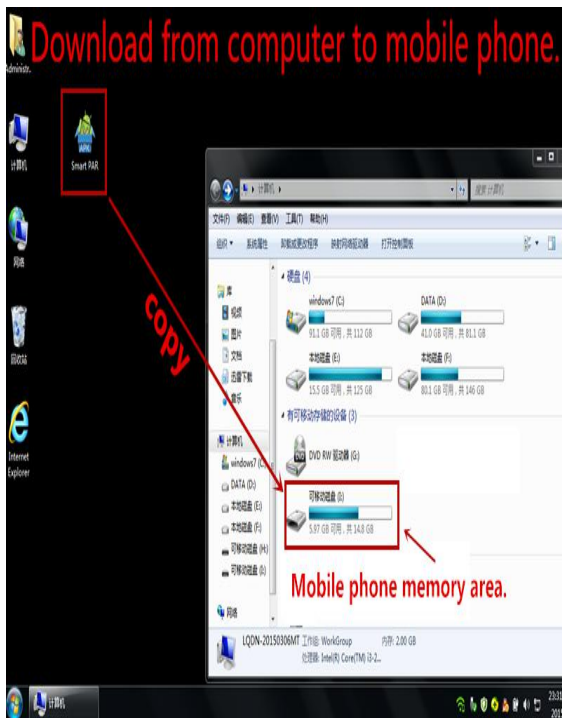 Download from computer to mobile phone.
Administr...
计算机
Smart PAR
网络
回收站
Internet
Explorer
copy
计算机
搜索 计算机
文件(F) 编辑(E) 查看(V) 工具(T) 帮助(H)
组织 系统属性 卸载或更改程序 映射网络驱动器 打开控制面板
库
视频
图片
文档
迅雷下载
音乐
计算机
windows7 (C:)
DATA (D:)
本地磁盘 (E:)
本地磁盘 (F:)
可移动磁盘 (H:)
可移动磁盘 (I:)
网络
硬盘 (4)
windows7 (C:)
91.1 GB 可用 , 共 112 GB
DATA (D:)
41.0 GB 可用 , 共 81.1 GB
本地磁盘 (E:)
15.5 GB 可用 , 共 125 GB
本地磁盘 (F:)
80.1 GB 可用 , 共 146 GB
有可移动存储的设备 (3)
DVD
DVD RW 驱动器 (G:)
可移动磁盘 (I:)
5.97 GB 可用 , 共 14.8 GB
Mobile phone memory area.
LQDN-20150306MT 工作组: WorkGroup 内存: 2.00 GB
处理器: Intel(R) Core(TM) i3-2...
计算机
23:31